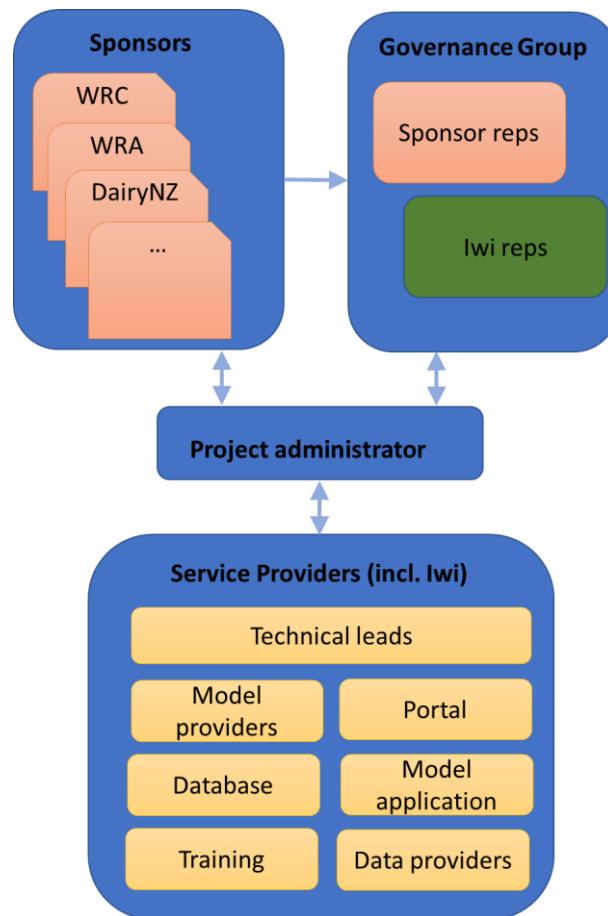 Sponsors
WRC
WRA
DairyNZ
...
Governance Group
Sponsor reps
Iwi reps
Project administrator
Service Providers (incl. Iwi)
Technical leads
Model
providers
Portal
Database
Model
application
Training
Data providers